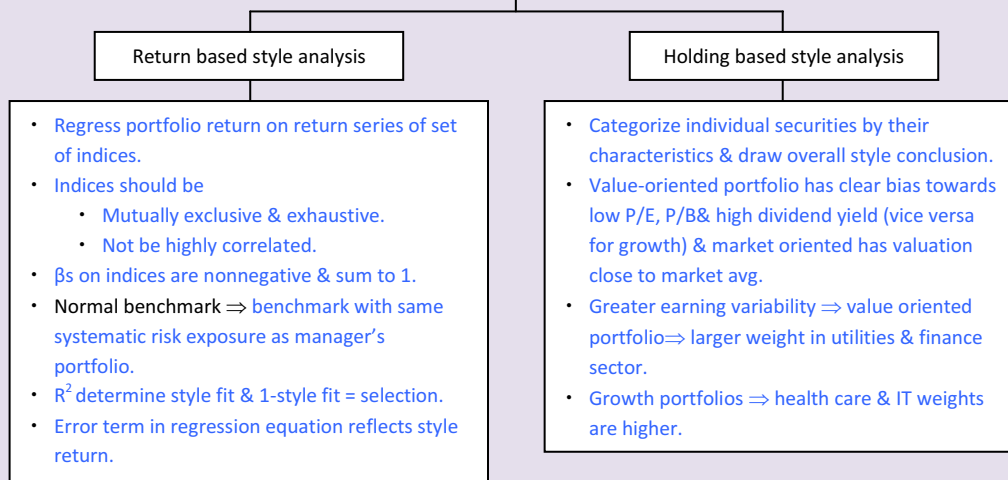 Return based style analysis
• Regress portfolio return on return series of set
of indices.
• Indices should be
• Mutually exclusive & exhaustive.
• Not be highly correlated.
• βs on indices are nonnegative & sum to 1.
• Normal benchmark ⇒ benchmark with same
systematic risk exposure as manager's
portfolio.
• R² determine style fit & 1-style fit = selection.
• Error term in regression equation reflects style
return.
Holding based style analysis
• Categorize individual securities by their
characteristics & draw overall style conclusion.
• Value-oriented portfolio has clear bias towards
low P/E, P/B& high dividend yield (vice versa
for growth) & market oriented has valuation
close to market avg.
• Greater earning variability ⇒ value oriented
portfolio⇒ larger weight in utilities & finance
sector.
• Growth portfolios ⇒ health care & IT weights
are higher.